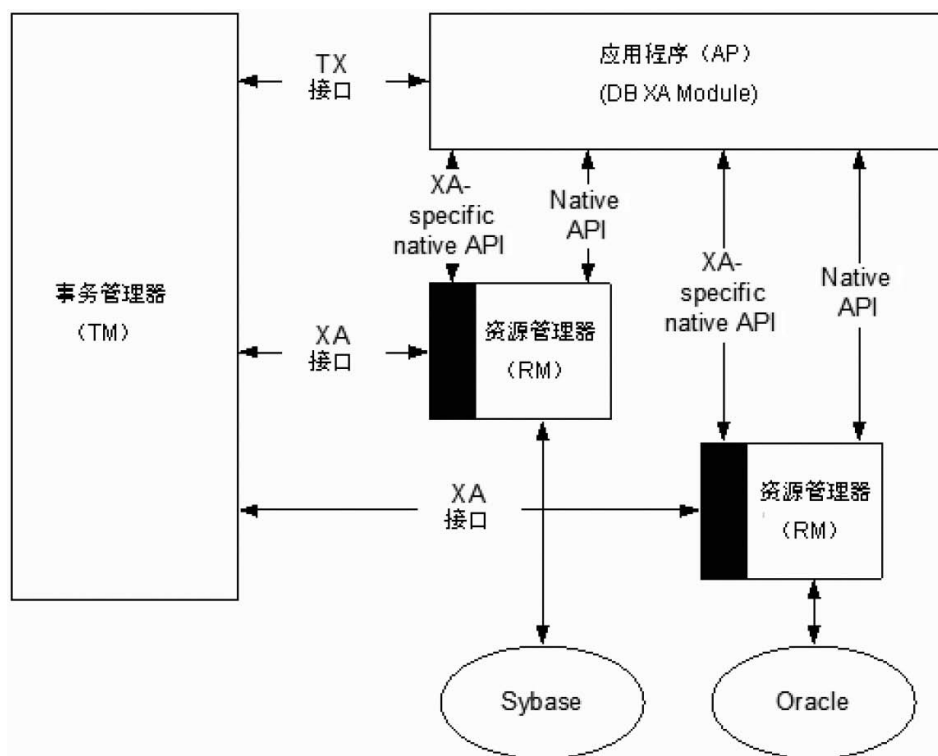 TX
接口
应用程序（AP）
(DB XA Module)
XA-
specific
native API
Native
API
XA-
specific
native API
Native
API
事务管理器
（TM）
XA
接口
资源管理器
（RM）
XA
接口
资源管理器
（RM）
Sybase
Oracle